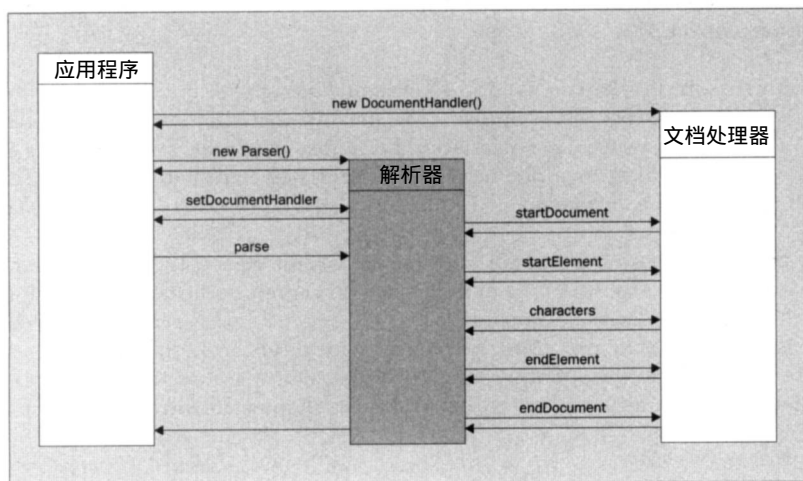 应用程序
new DocumentHandler()
文档处理器
new Parser()
解析器
setDocumentHandler
startDocument
parse
startElement
characters
endElement
endDocument